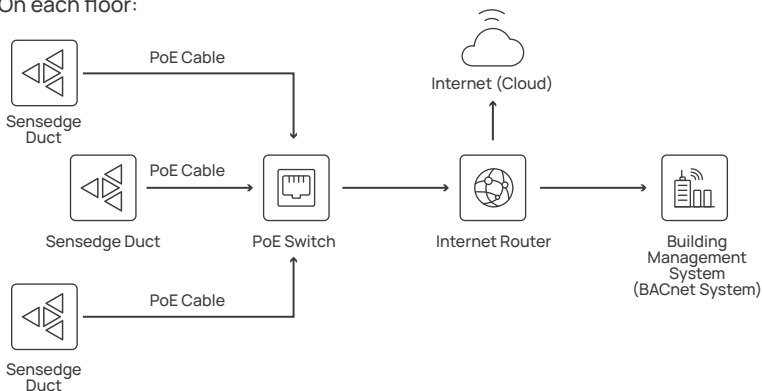 On each floor:
PoE Cable
Internet (Cloud)
Sensedge
Duct
PoE Cable
Sensedge Duct
PoE Switch
Internet Router
Building
Management
System
(BACnet System)
PoE Cable
Sensedge
Duct